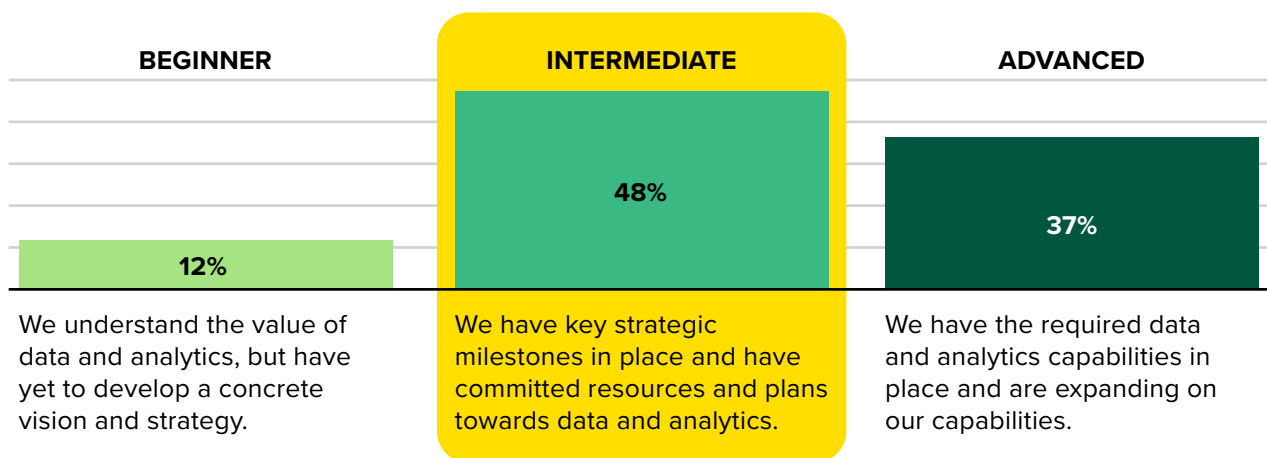 BEGINNER
12%
We understand the value of
data and analytics, but have
yet to develop a concrete
vision and strategy.
INTERMEDIATE
48%
We have key strategic
milestones in place and have
committed resources and plans
towards data and analytics.
ADVANCED
37%
We have the required data
and analytics capabilities in
place and are expanding on
our capabilities.